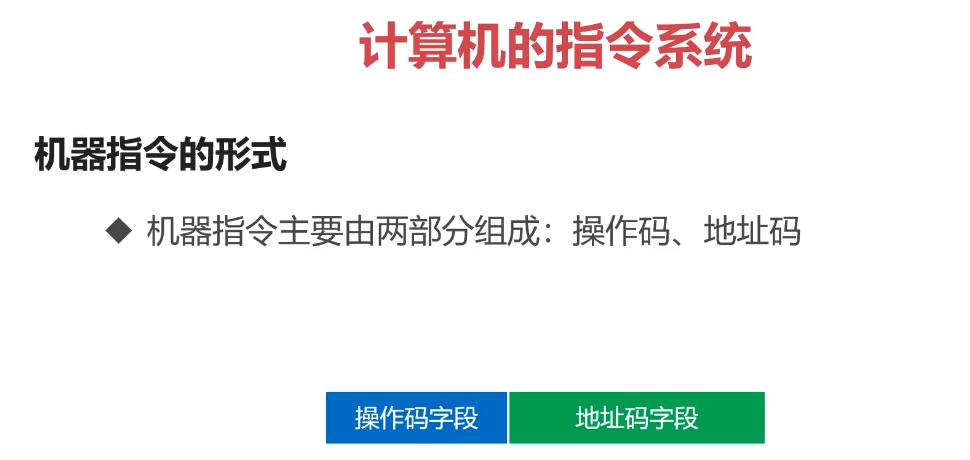 计算机的指令系统
机器指令的形式
◆ 机器指令主要由两部分组成：操作码、地址码
操作码字段 地址码字段